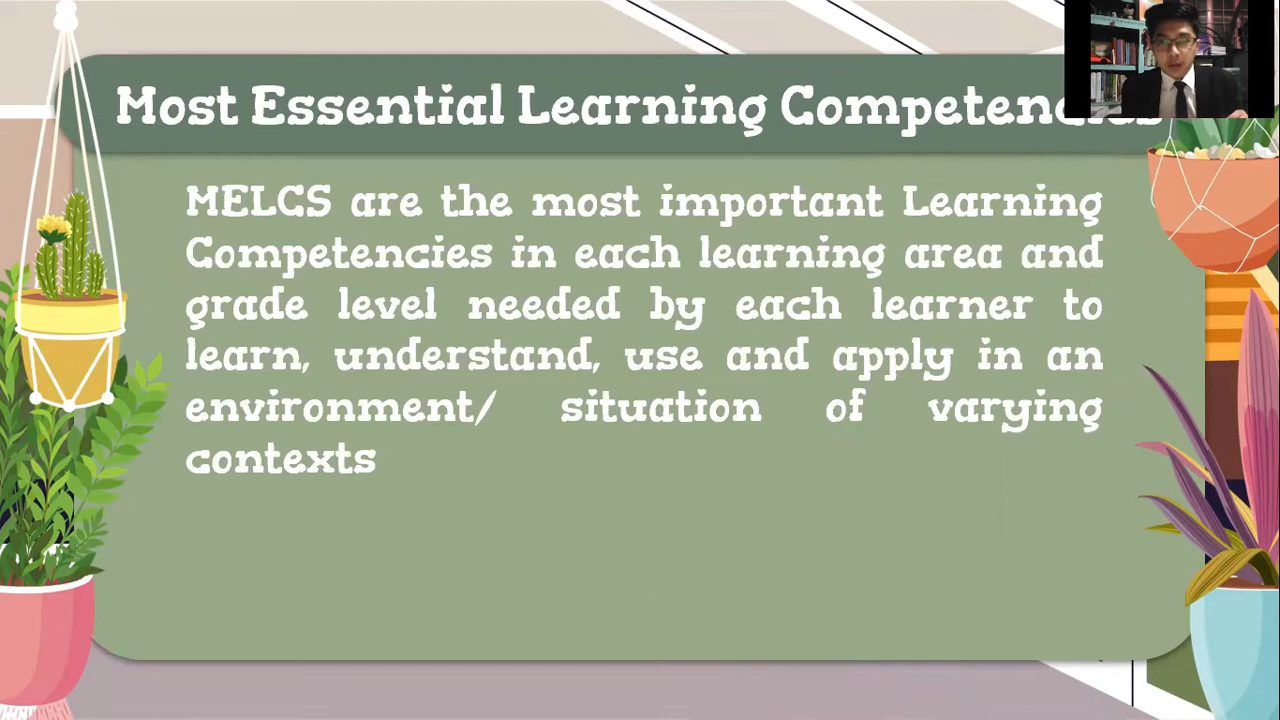 Most Essential Learning Competencies
MELCS are the most important Learning
Competencies in each learning area and
grade level needed by each learner to
learn, understand, use and apply in an
environment/ situation of varying
contexts